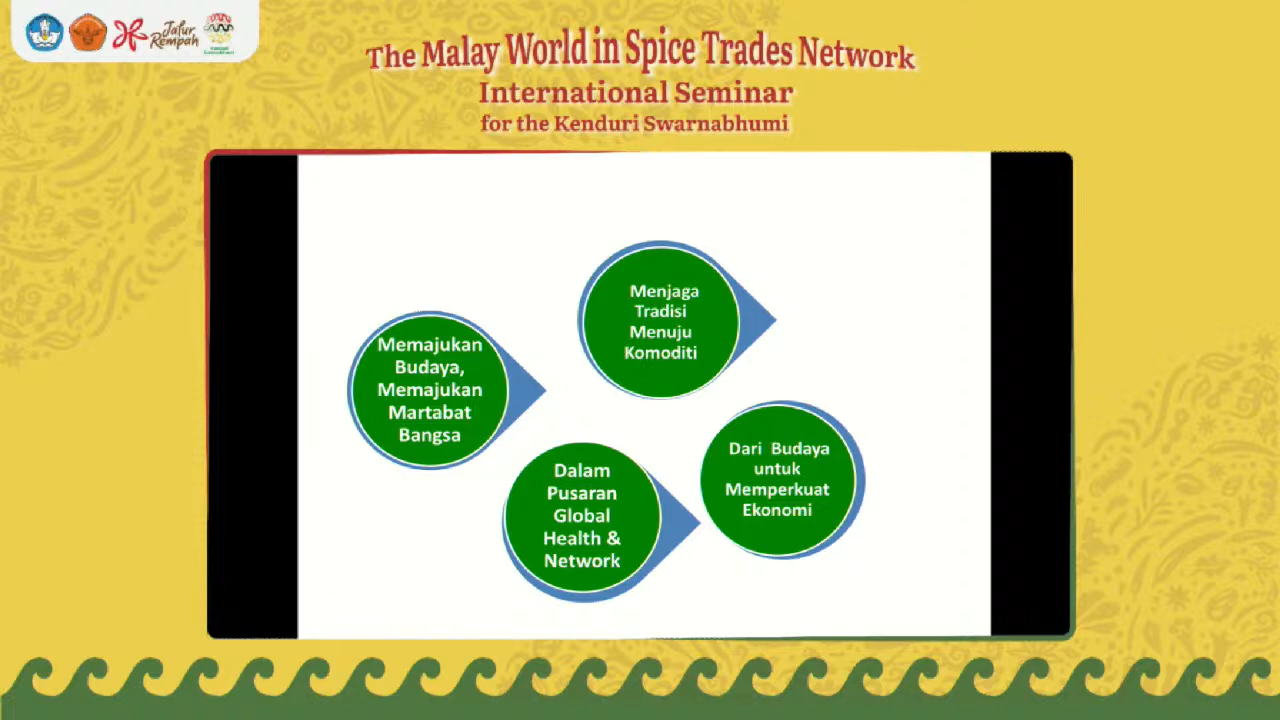 Jalur
Rempah
The Malay World in Spice Trades Network
International Seminar
for the Kenduri Swarnabhumi
Memajukan
Budaya,
Memajukan
Martabat
Bangsa
Menjaga
Tradisi
Menuju
Komoditi
Dalam
Pusaran
Global
Health &
Network
Dari Budaya
untuk
Memperkuat
Ekonomi